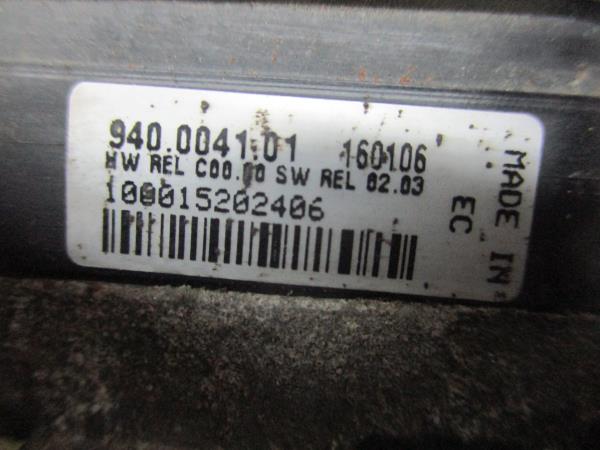 940.0041.01 160106
HW REL C00.00 SW REL 02.03
100015202406
MADE IN
EC